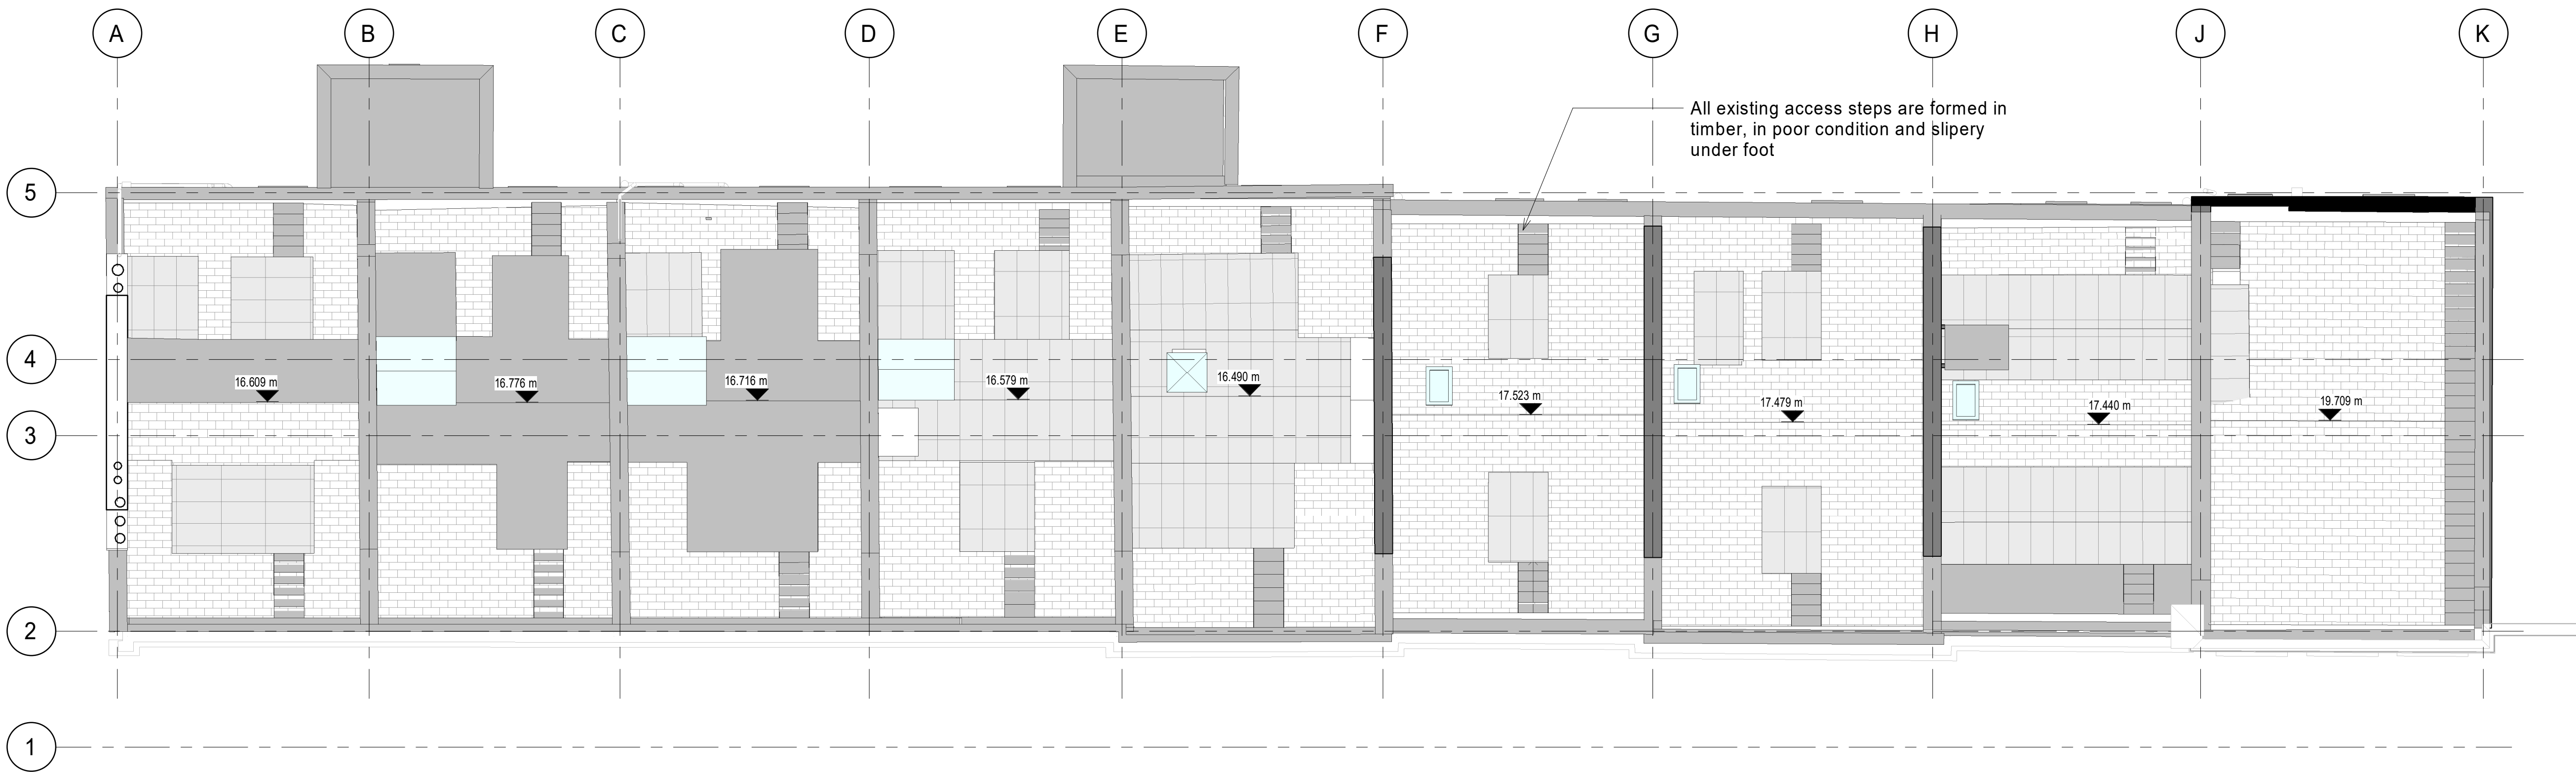 A B C D E F G H J K
All existing access steps are formed in
timber, in poor condition and slipery
under foot
5
4
16.609 m
16.776 m
16.716 m
16.579 m
16.490 m
17.523 m
17.479 m
17.440 m
19.709 m
3
2
1